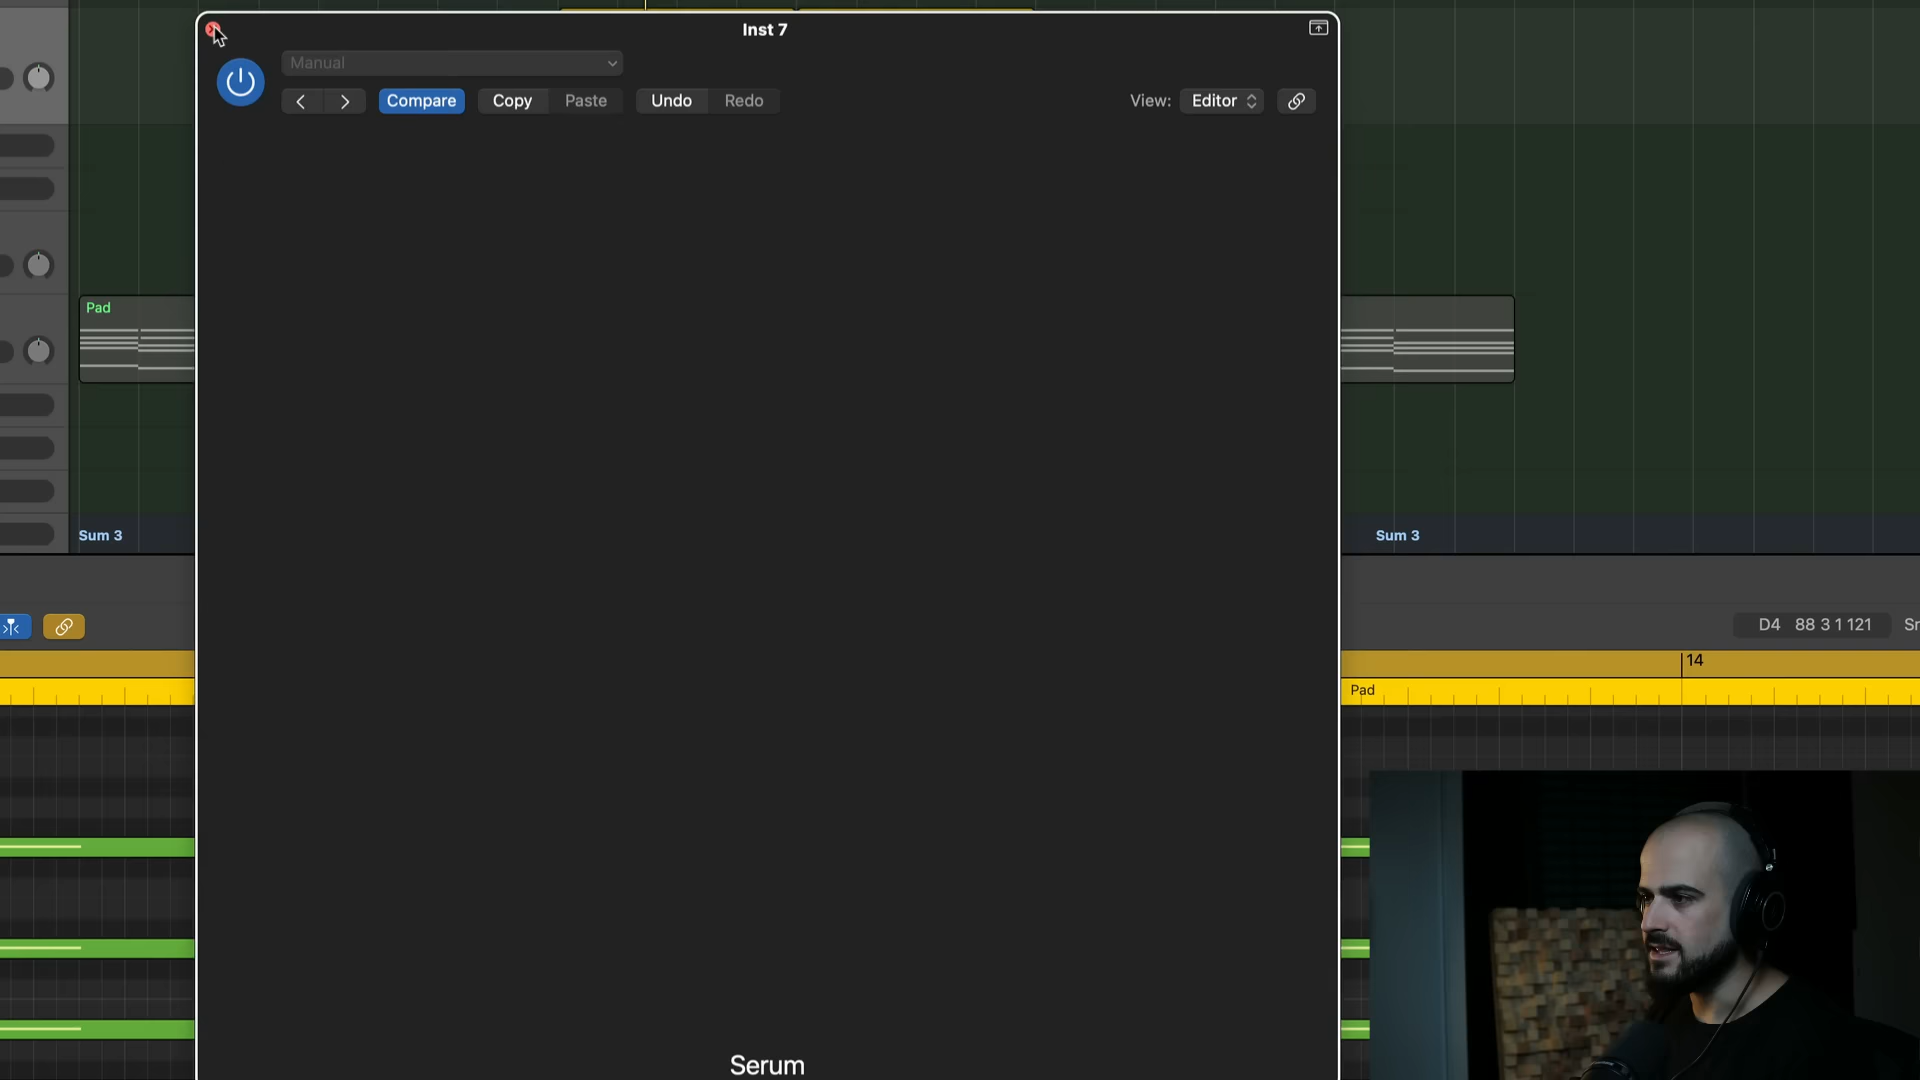 Inst 7
Manual
Compare
Copy
Paste
Undo
Redo
View:
Editor
Pad
Sum 3
Sum 3
D4 88 3 1 121
14
Pad
Serum